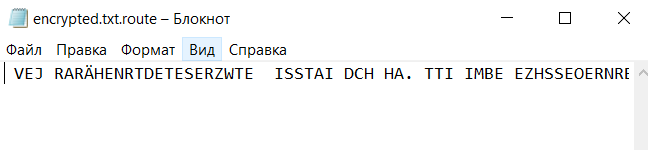 encrypted.txt.route – Блокнот
Файл Правка Формат Вид Справка
VEJ RARÄHENRTDETESERZWTE  ISSTAI DCH HA. TTI IMBE EZHSSEOERNRE